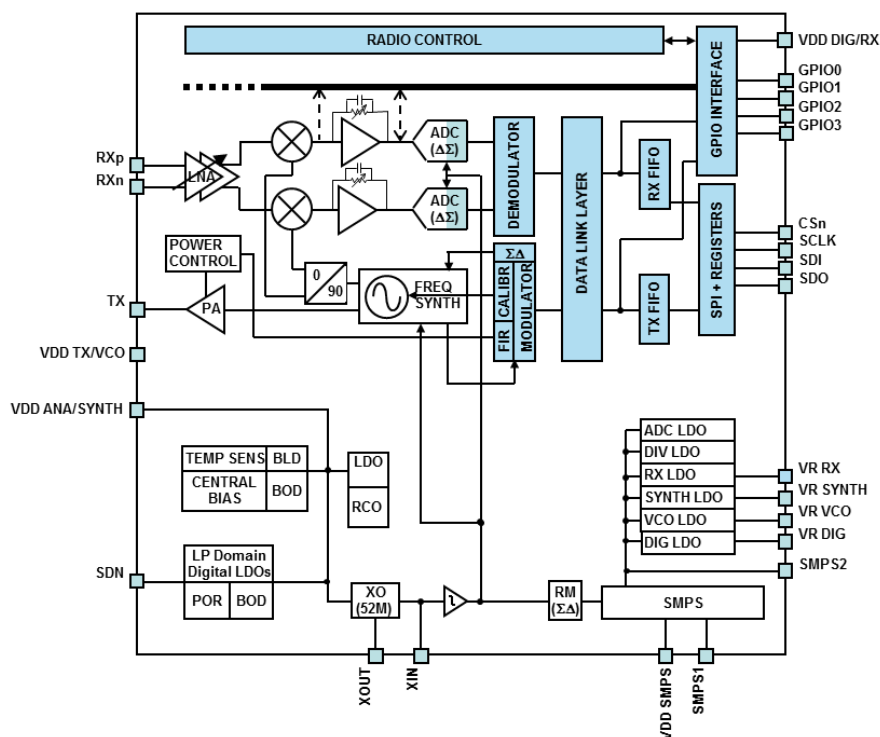 RADIO CONTROL
VDD DIG/RX
GPIO INTERFACE
GPIO0
GPIO1
GPIO2
GPIO3
RXp
RXn
LNA
ADC
(ΔΣ)
ADC
(ΔΣ)
DEMODULATOR
DATA LINK LAYER
RX FIFO
TX FIFO
SPI + REGISTERS
CSn
SCLK
SDI
SDO
POWER
CONTROL
0
90
FREQ
SYNTH
ΣΔ
CALIBR
FIR
MODULATOR
TX
PA
VDD TX/VCO
VDD ANA/SYNTH
TEMP SENS
BLD
CENTRAL
BIAS
BOD
LDO
RCO
ADC LDO
DIV LDO
RX LDO
SYNTH LDO
VCO LDO
DIG LDO
VR RX
VR SYNTH
VR VCO
VR DIG
SMPS2
SDN
LP Domain
Digital LDOs
POR
BOD
XO
(52M)
RM
(ΣΔ)
SMPS
XOUT
XIN
VDD SMPS
SMPS1